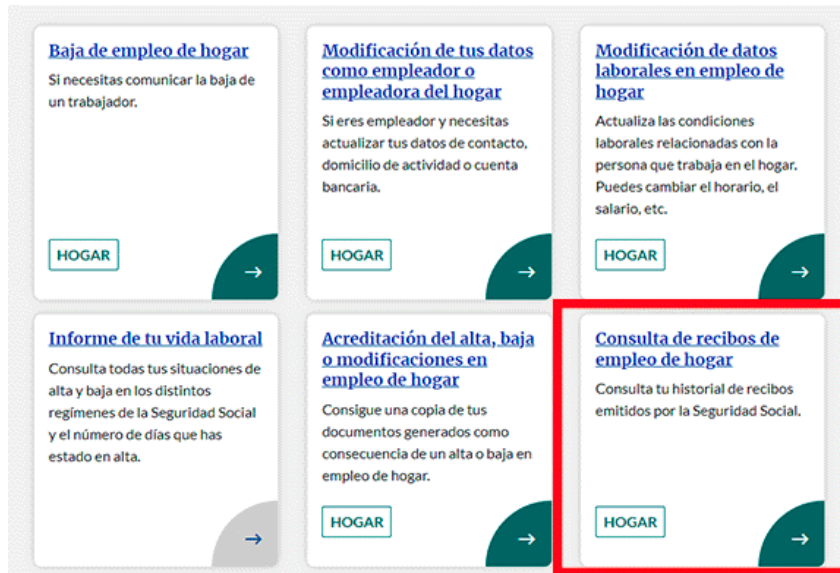 Baja de empleo de hogar
Si necesitas comunicar la baja de
un trabajador.
HOGAR
Modificación de tus datos
como empleador o
empleadora del hogar
Si eres empleador y necesitas
actualizar tus datos de contacto,
domicilio de actividad o cuenta
bancaria.
HOGAR
Modificación de datos
laborales en empleo de
hogar
Actualiza las condiciones
laborales relacionadas con la
persona que trabaja en el hogar.
Puedes cambiar el horario, el
salario, etc.
HOGAR
Informe de tu vida laboral
Consulta todas tus situaciones de
alta y baja en los distintos
regímenes de la Seguridad Social
y el número de días que has
estado en alta.
Acreditación del alta, baja
o modificaciones en
empleo de hogar
Consigue una copia de tus
documentos generados como
consecuencia de un alta o baja en
empleo de hogar.
HOGAR
Consulta de recibos de
empleo de hogar
Consulta tu historial de recibos
emitidos por la Seguridad Social.
HOGAR